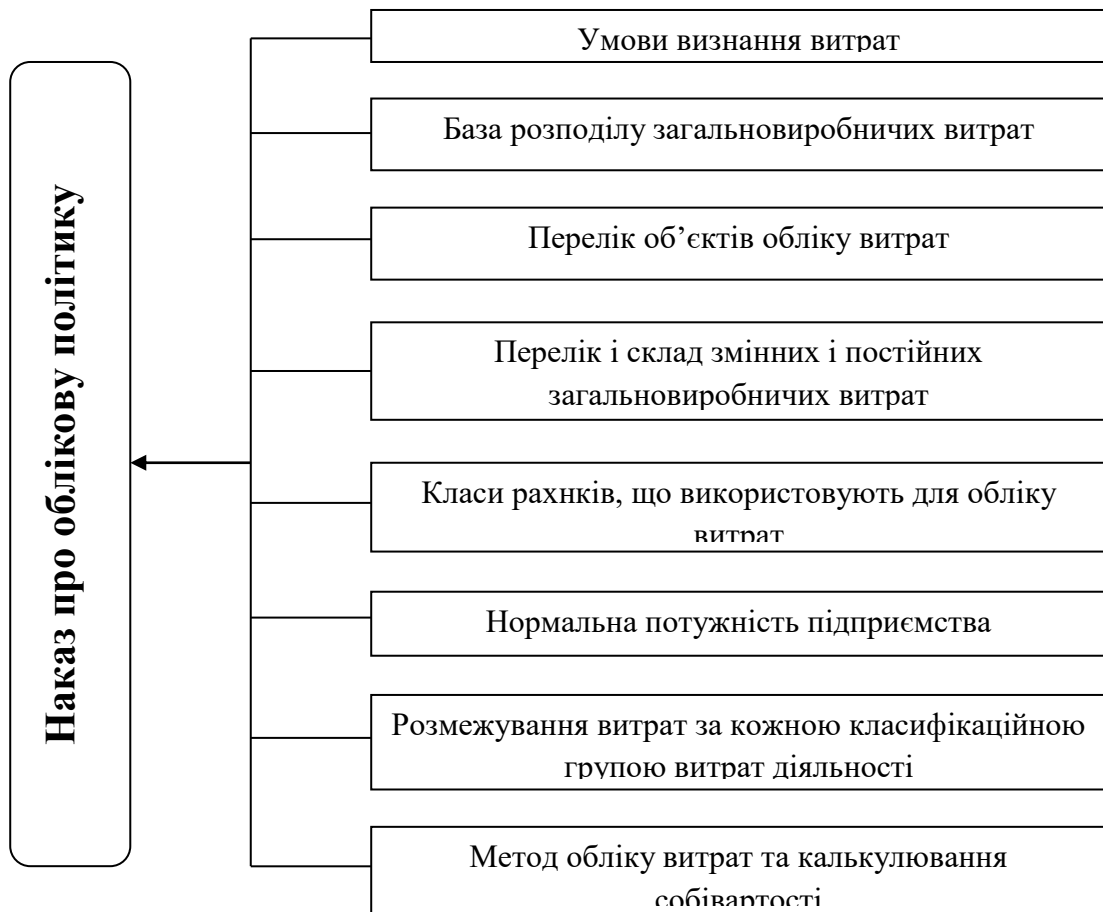 Наказ про облікову політику
Умови визнання витрат
База розподілу загальновиробничих витрат
Перелік об’єктів обліку витрат
Перелік і склад змінних і постійних
загальновиробничих витрат
Класи рахнків, що використовують для обліку
витрат
Нормальна потужність підприємства
Розмежування витрат за кожною класифікаційною
групою витрат діяльності
Метод обліку витрат та калькулювання
собівартості